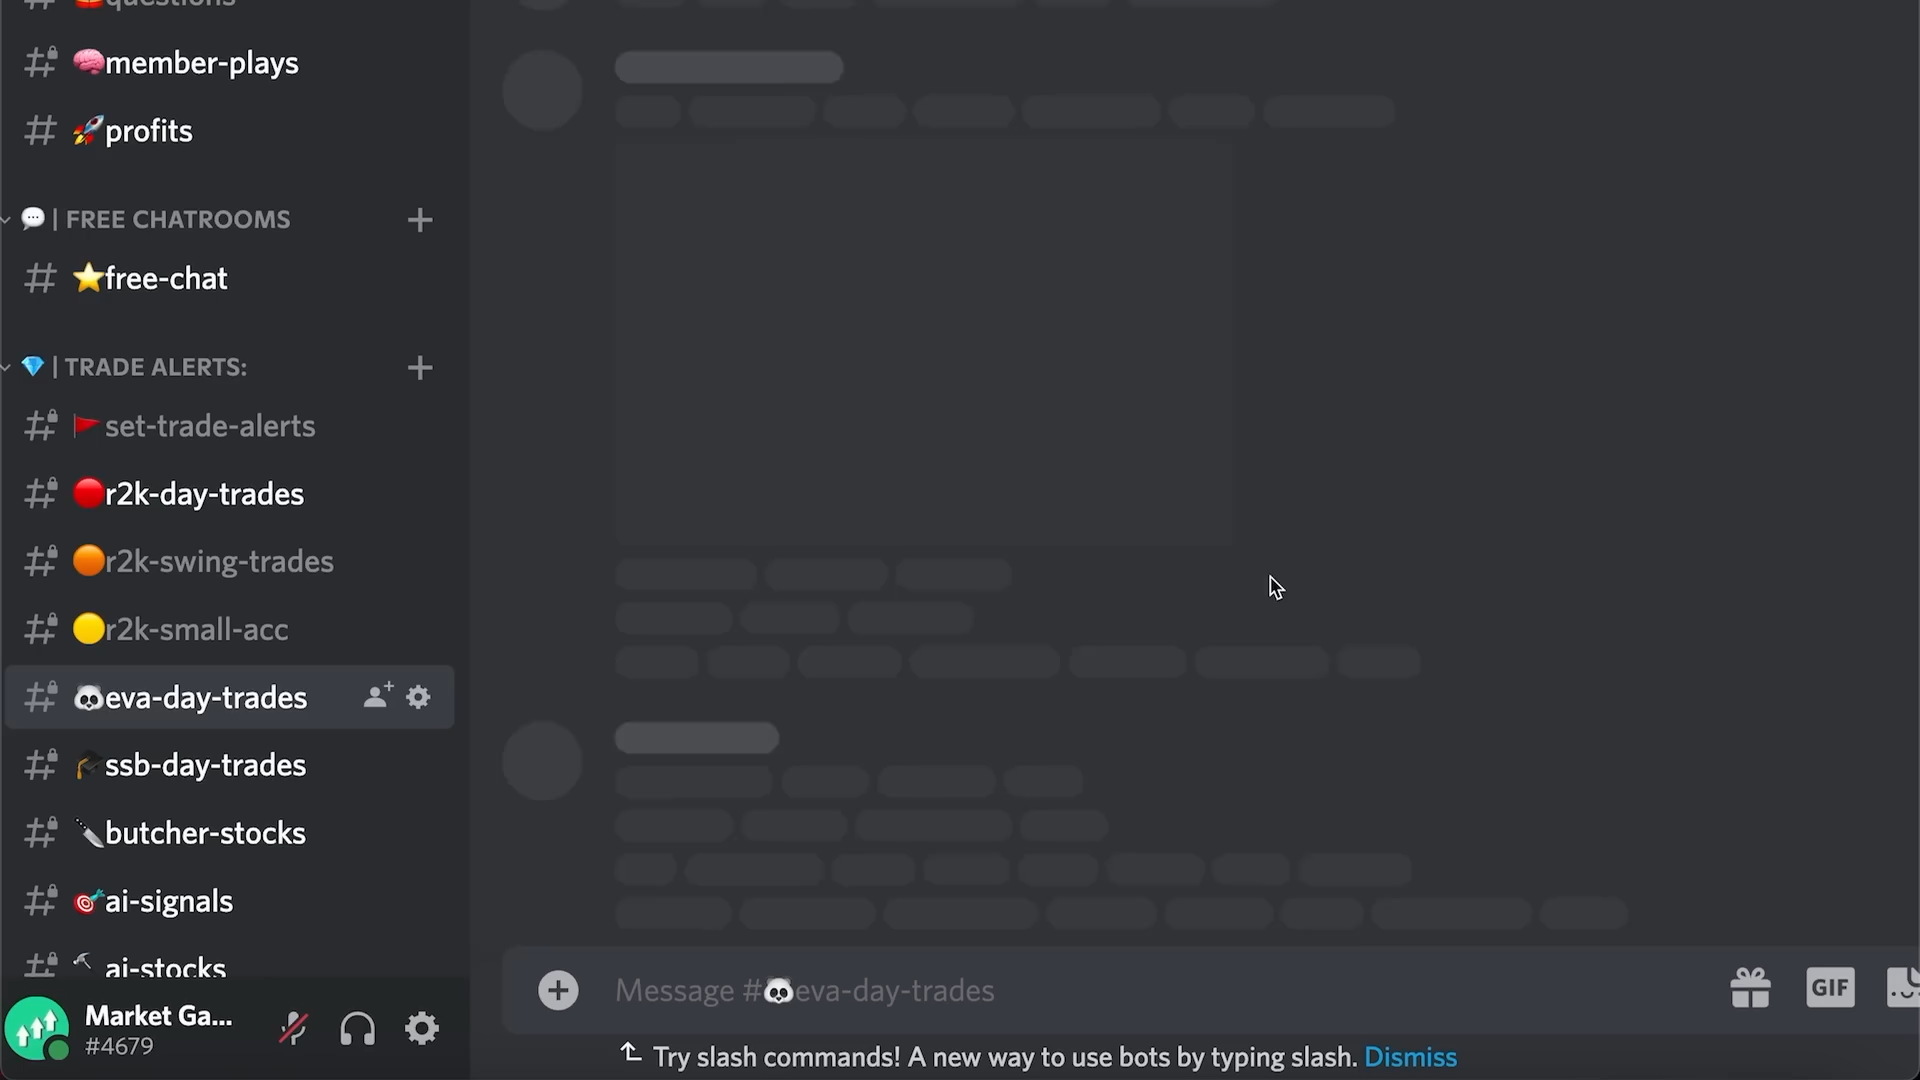 questions
member-plays
profits
| FREE CHATROOMS
free-chat
| TRADE ALERTS:
set-trade-alerts
r2k-day-trades
r2k-swing-trades
r2k-small-acc
eva-day-trades
ssb-day-trades
butcher-stocks
ai-signals
ai-stocks
Market Ga...
#4679
Message #🐼eva-day-trades
GIF
Try slash commands! A new way to use bots by typing slash. Dismiss